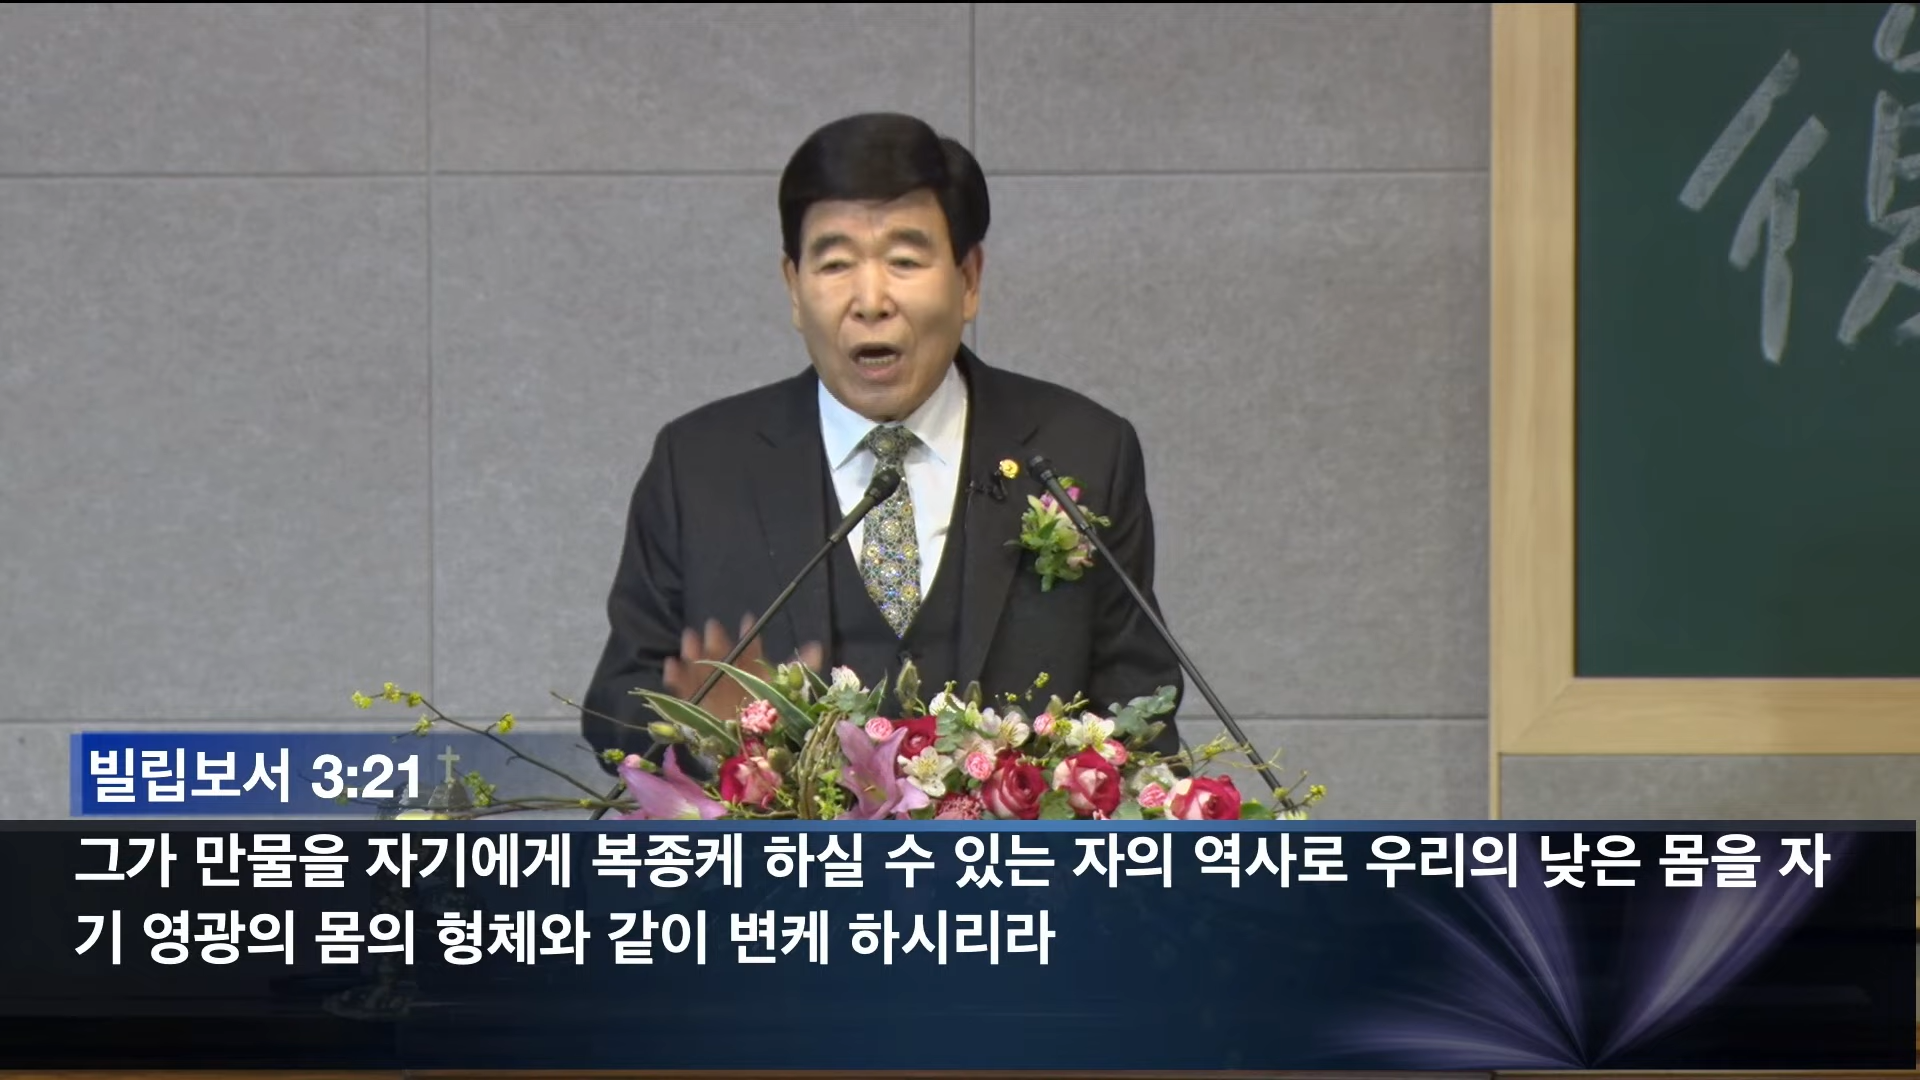 빌립보서 3:21
그가 만물을 자기에게 복종케 하실 수 있는 자의 역사로 우리의 낮은 몸을 자
기 영광의 몸의 형체와 같이 변케 하시리라